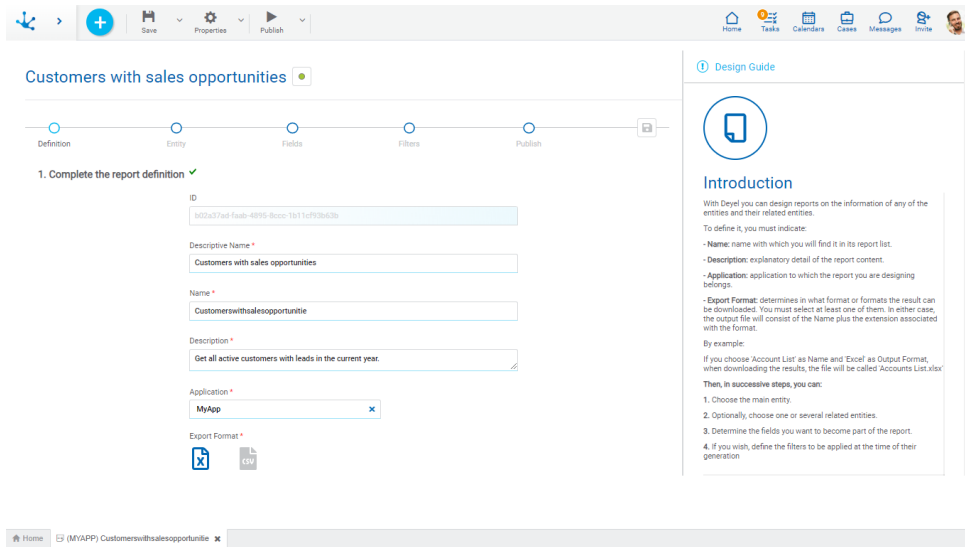 Save
Properties
Publish
Home
9
Tasks
Calendars
Cases
Messages
Invite
Customers with sales opportunities
Definition
Entity
Fields
Filters
Publish
1. Complete the report definition
ID
Descriptive Name *
Customers with sales opportunities
Name *
Customerswithsalesopportunitie
Description *
Get all active customers with leads in the current year.
Application *
MyApp
Export Format *
X
CSV
Design Guide
Introduction
With Deyel you can design reports on the information of any of the
entities and their related entities.
To define it, you must indicate:
- Name: name with which you will find it in its report list.
- Description: explanatory detail of the report content.
- Application: application to which the report you are designing
belongs.
- Export Format: determines in what format or formats the result can
be downloaded. You must select at least one of them. In either case,
the output file will consist of the Name plus the extension associated
with the format.
By example:
If you choose 'Account List' as Name and 'Excel' as Output Format,
when downloading the results, the file will be called 'Accounts List.xlsx'
Then, in successive steps, you can:
1. Choose the main entity.
2. Optionally, choose one or several related entities.
3. Determine the fields you want to become part of the report.
4. If you wish, define the filters to be applied at the time of their
generation
Home
(MYAPP) Customerswithsalesopportunitie